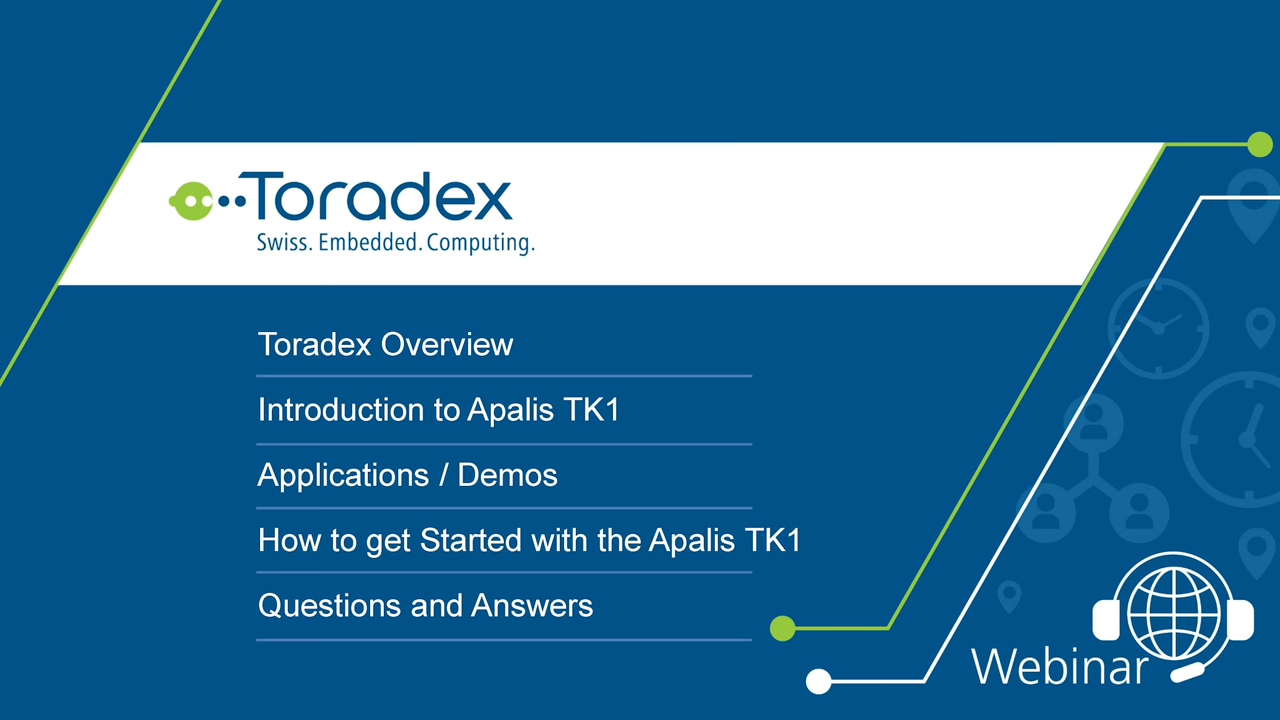 Toradex
Swiss. Embedded. Computing.
Toradex Overview
Introduction to Apalis TK1
Applications / Demos
How to get Started with the Apalis TK1
Questions and Answers
Webinar